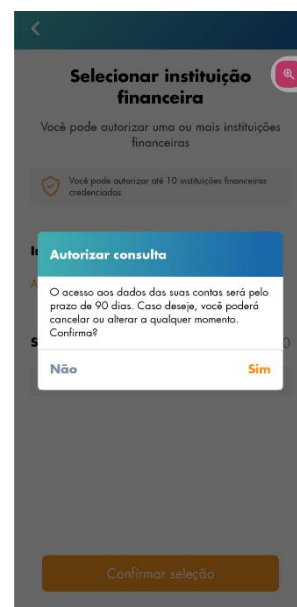 Selecionar instituição
financeira
Você pode autorizar uma ou mais instituições
financeiras
Você pode autorizar até 10 instituições financeiras
credenciadas
Autorizar consulta
O acesso aos dados das suas contas será pelo
prazo de 90 dias. Caso deseje, você poderá
cancelar ou alterar a qualquer momento.
Confirma?
Não Sim
Confirmar seleção